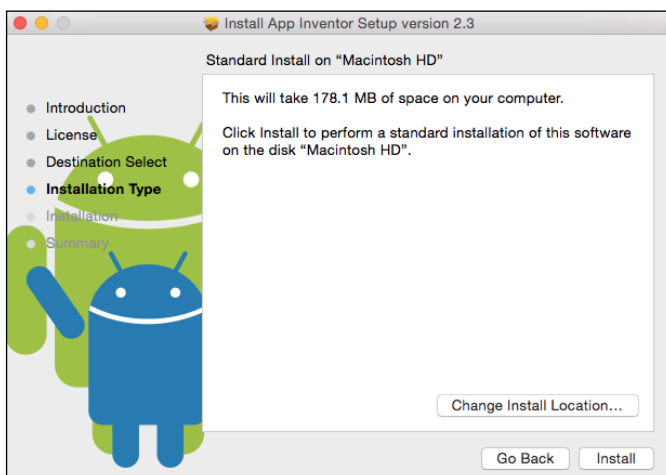 Install App Inventor Setup version 2.3
Standard Install on “Macintosh HD”
Introduction
License
Destination Select
Installation Type
Installation
Summary
This will take 178.1 MB of space on your computer.
Click Install to perform a standard installation of this software
on the disk “Macintosh HD”.
Change Install Location...
Go Back
Install